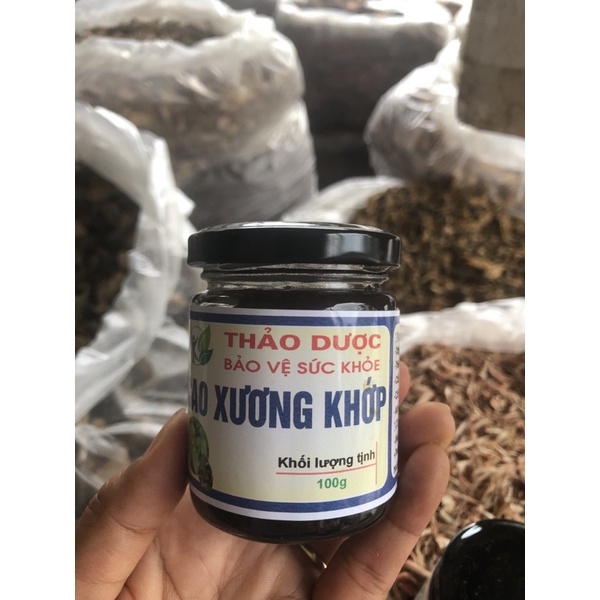 THẢO DƯỢC
BẢO VỆ SỨC KHỎE
AO XƯƠNG KHỚP
Khối lượng tịnh
100g